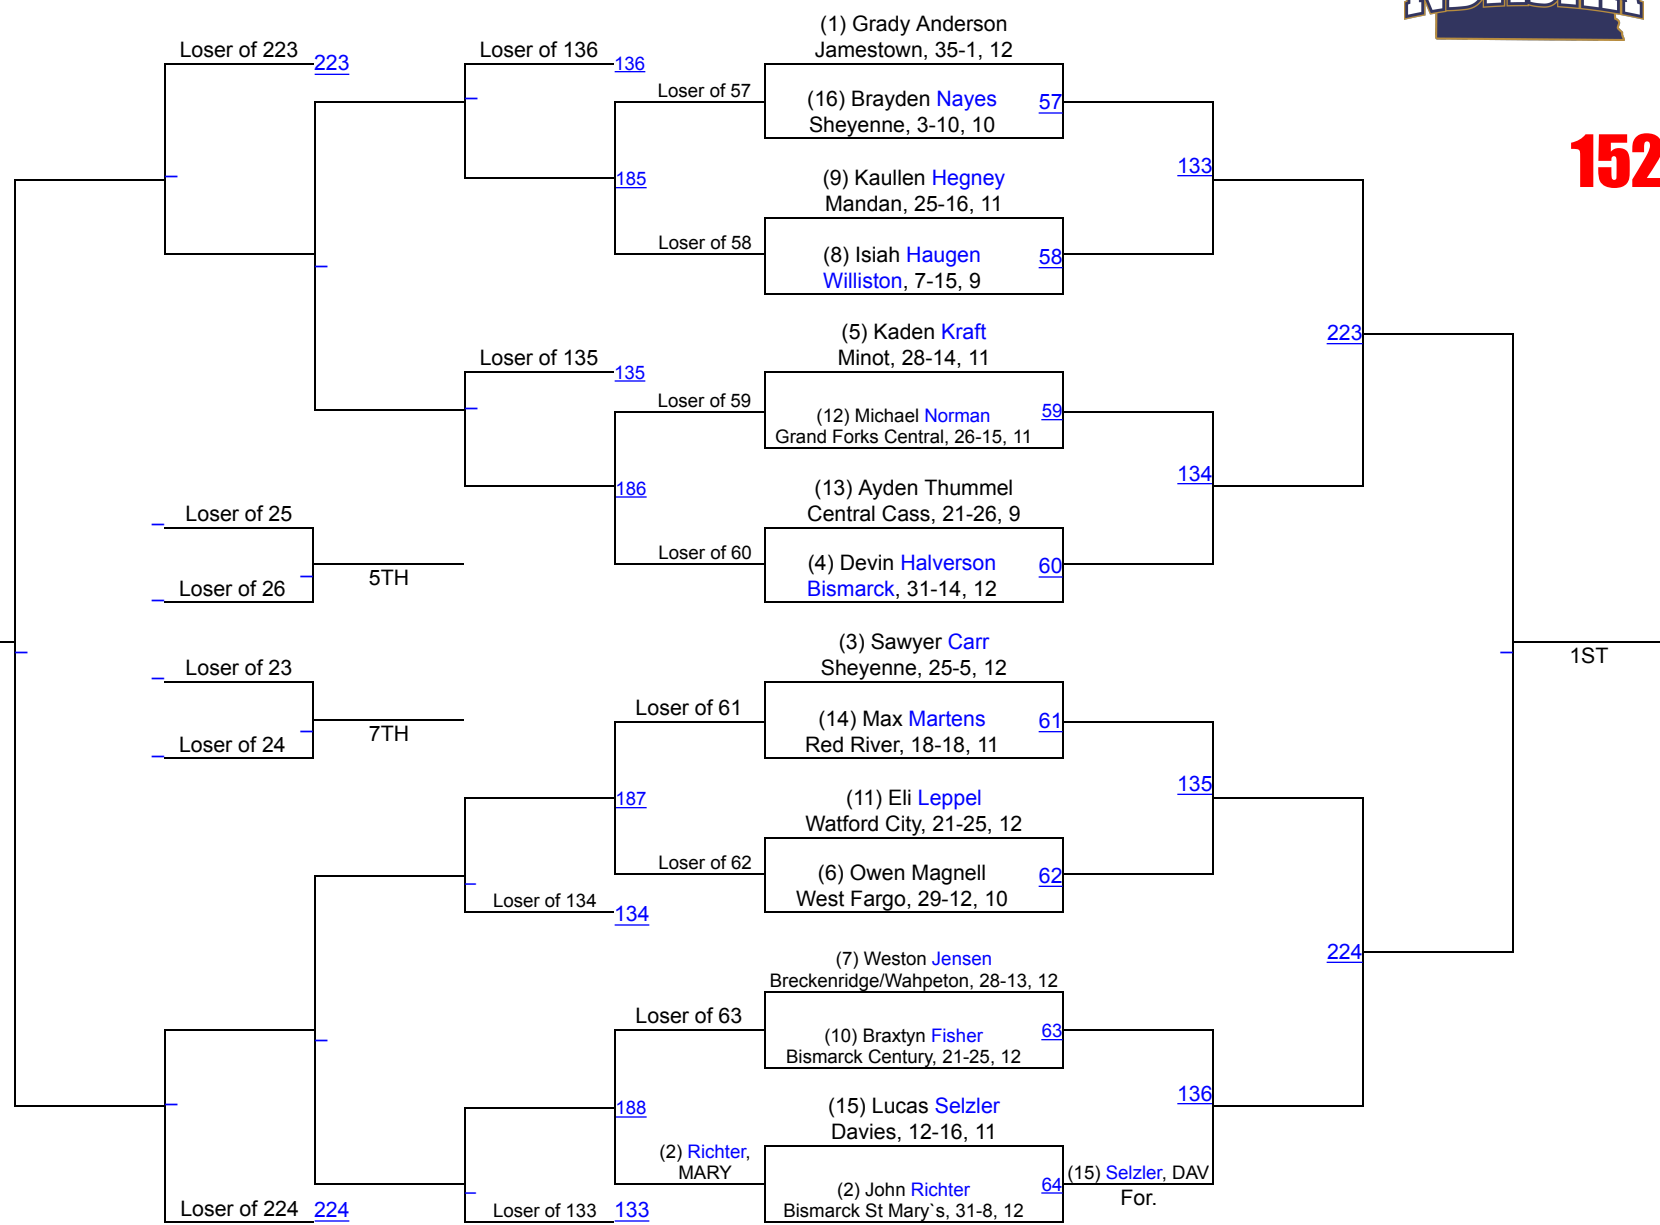 Loser of 223
223
Loser of 136
136
Loser of 57
185
Loser of 58
Loser of 135
135
Loser of 59
186
Loser of 60
Loser of 25
Loser of 26
5TH
Loser of 23
Loser of 24
7TH
Loser of 61
187
Loser of 62
Loser of 134
134
Loser of 63
188
(2) Richter,
MARY
Loser of 133
133
Loser of 224
224
(1) Grady Anderson
Jamestown, 35-1, 12
(16) Brayden Nayes
Sheyenne, 3-10, 10
57
(9) Kaullen Hegney
Mandan, 25-16, 11
(8) Isiah Haugen
Williston, 7-15, 9
58
(5) Kaden Kraft
Minot, 28-14, 11
(12) Michael Norman
Grand Forks Central, 26-15, 11
59
(13) Ayden Thummel
Central Cass, 21-26, 9
(4) Devin Halverson
Bismarck, 31-14, 12
60
(3) Sawyer Carr
Sheyenne, 25-5, 12
(14) Max Martens
Red River, 18-18, 11
61
(11) Eli Leppel
Watford City, 21-25, 12
(6) Owen Magnell
West Fargo, 29-12, 10
62
(7) Weston Jensen
Breckenridge/Wahpeton, 28-13, 12
(10) Braxtyn Fisher
Bismarck Century, 21-25, 12
63
(15) Lucas Selzler
Davies, 12-16, 11
(2) John Richter
Bismarck St Mary`s, 31-8, 12
64
133
134
135
136
(15) Selzler, DAV
For.
223
224
1ST
152